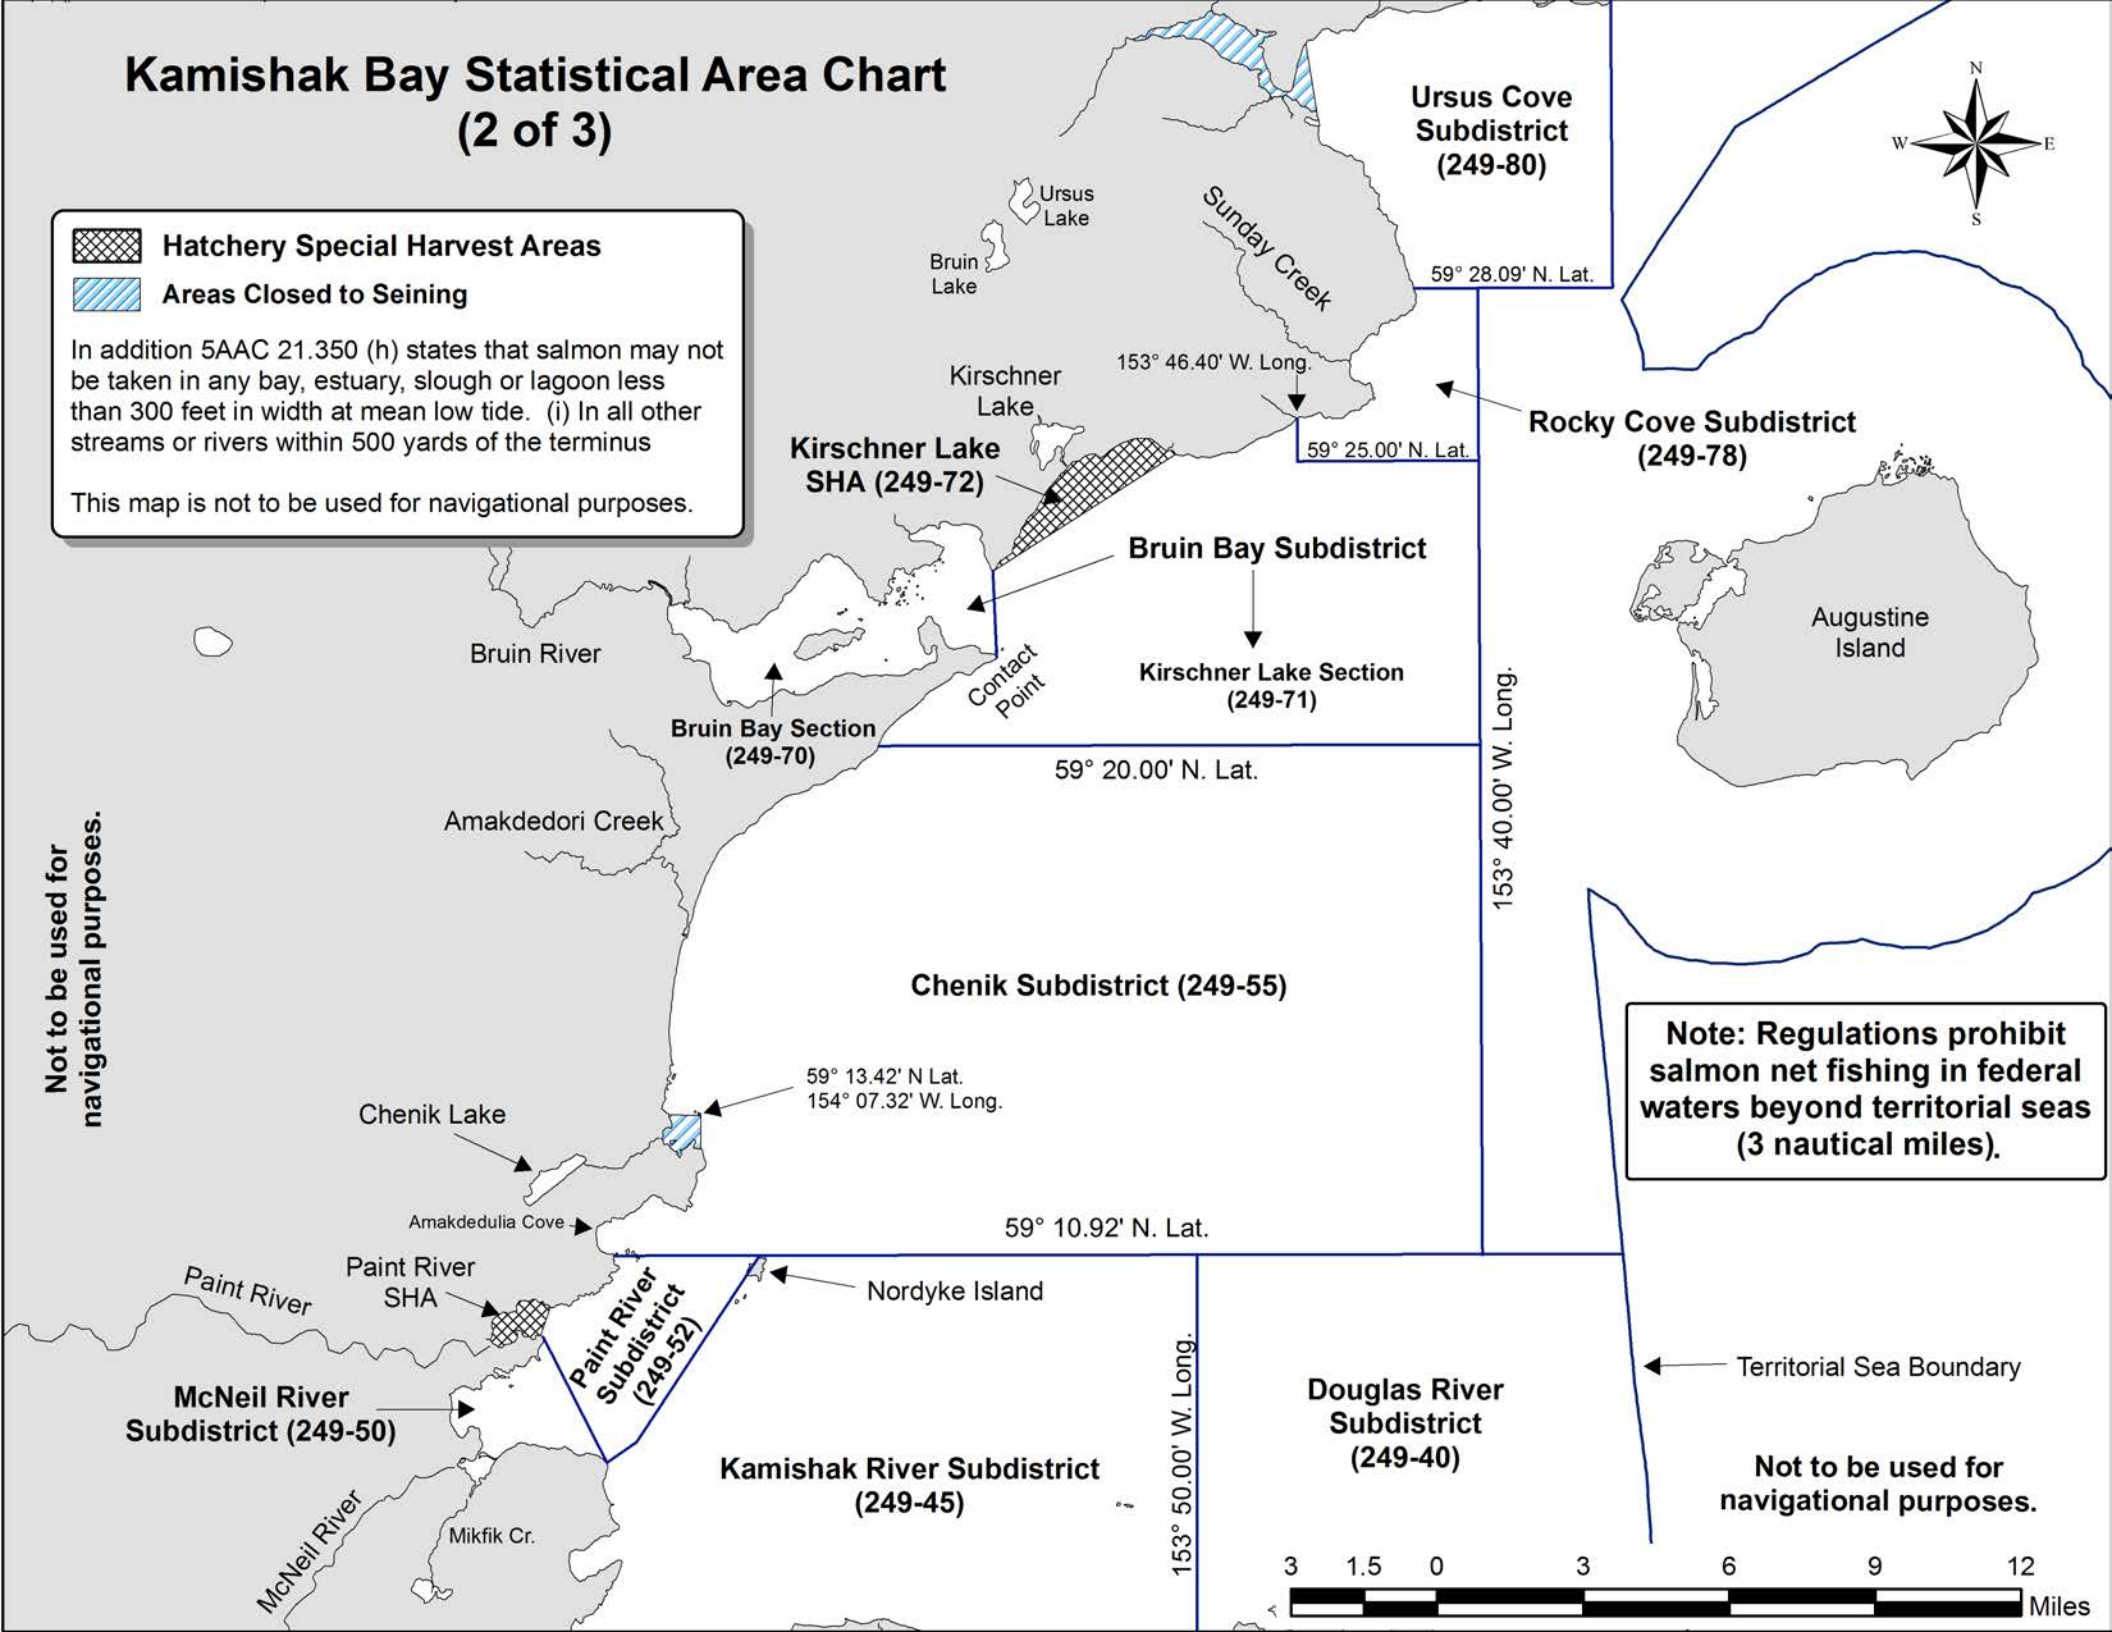 Kamishak Bay Statistical Area Chart
(2 of 3)
Hatchery Special Harvest Areas
Areas Closed to Seining
In addition 5AAC 21.350 (h) states that salmon may not
be taken in any bay, estuary, slough or lagoon less
than 300 feet in width at mean low tide. (i) In all other
streams or rivers within 500 yards of the terminus
This map is not to be used for navigational purposes.
Ursus Cove
Subdistrict
(249-80)
N
W
E
S
Ursus
Lake
Bruin
Lake
Sunday Creek
59° 28.09' N. Lat.
153° 46.40' W. Long.
Kirschner
Lake
Rocky Cove Subdistrict
(249-78)
Kirschner Lake
SHA (249-72)
59° 25.00' N. Lat.
Bruin Bay Subdistrict
Augustine
Island
Bruin River
Contact
Point
Kirschner Lake Section
(249-71)
Bruin Bay Section
(249-70)
59° 20.00' N. Lat.
153° 40.00' W. Long.
Amakdedori Creek
Not to be used for
navigational purposes.
Chenik Subdistrict (249-55)
Note: Regulations prohibit
salmon net fishing in federal
waters beyond territorial seas
(3 nautical miles).
59° 13.42' N Lat.
154° 07.32' W. Long.
Chenik Lake
Amakdedulia Cove
59° 10.92' N. Lat.
Paint River
Paint River
SHA
Nordyke Island
Paint River
Subdistrict
(249-52)
McNeil River
Subdistrict (249-50)
Territorial Sea Boundary
Douglas River
Subdistrict
(249-40)
153° 50.00' W. Long.
Kamishak River Subdistrict
(249-45)
Not to be used for
navigational purposes.
McNeil River
Mikfik Cr.
3 1.5 0 3 6 9 12
Miles